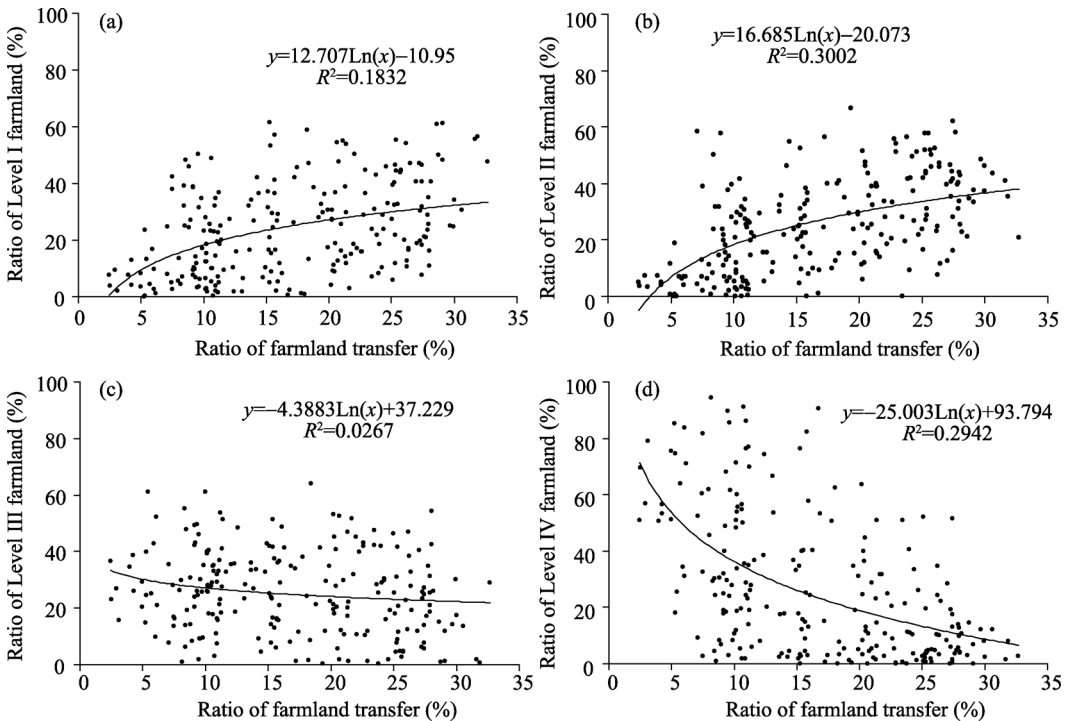 (a)
y=12.707Ln(x)−10.95
R²=0.1832
Ratio of Level I farmland (%)
100
80
60
40
20
0
0 5 10 15 20 25 30 35
Ratio of farmland transfer (%)
(b)
y=16.685Ln(x)−20.073
R²=0.3002
Ratio of Level II farmland (%)
100
80
60
40
20
0
0 5 10 15 20 25 30 35
Ratio of farmland transfer (%)
(c)
y=−4.3883Ln(x)+37.229
R²=0.0267
Ratio of Level III farmland (%)
100
80
60
40
20
0
0 5 10 15 20 25 30 35
Ratio of farmland transfer (%)
(d)
y=−25.003Ln(x)+93.794
R²=0.2942
Ratio of Level IV farmland (%)
100
80
60
40
20
0
0 5 10 15 20 25 30 35
Ratio of farmland transfer (%)